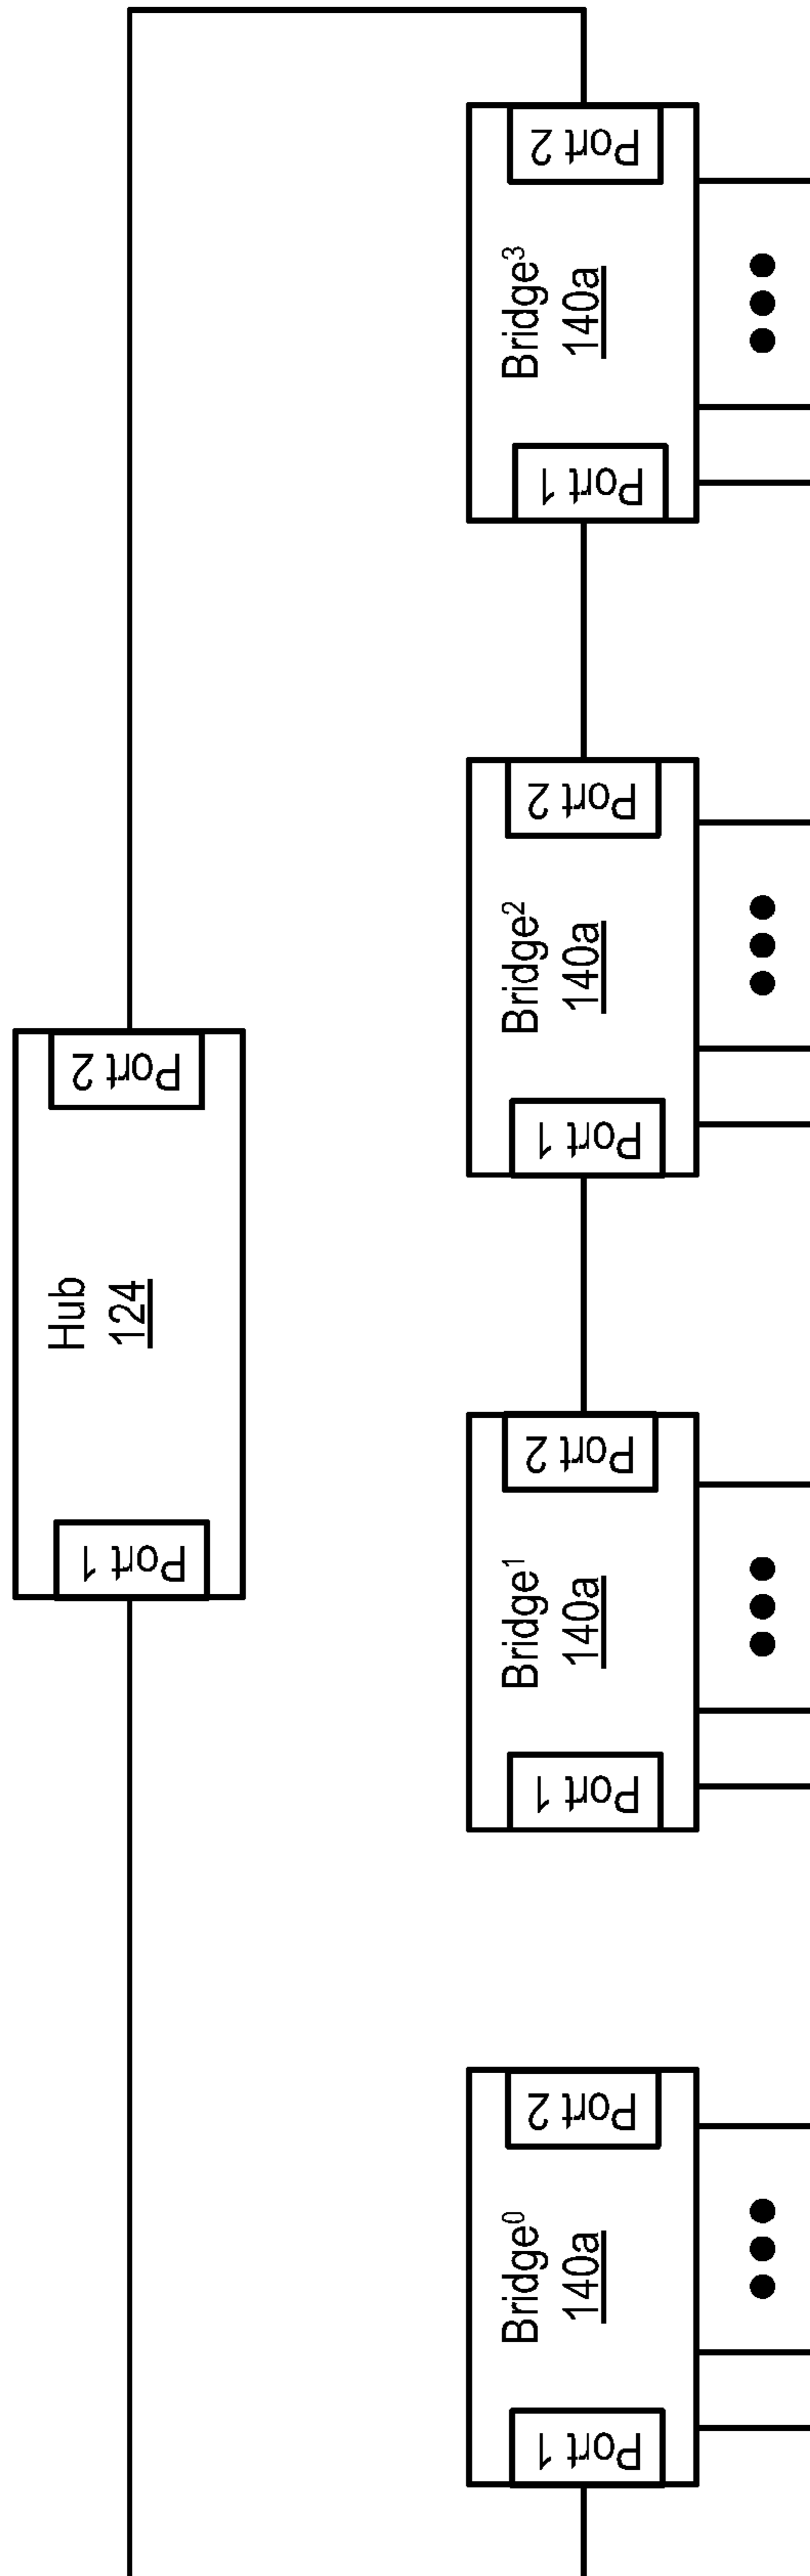 Hub
124
Port 1
Port 2
Bridge⁰
140a
Port 1
Port 2
Bridge¹
140a
Port 1
Port 2
Bridge²
140a
Port 1
Port 2
Bridge³
140a
Port 1
Port 2